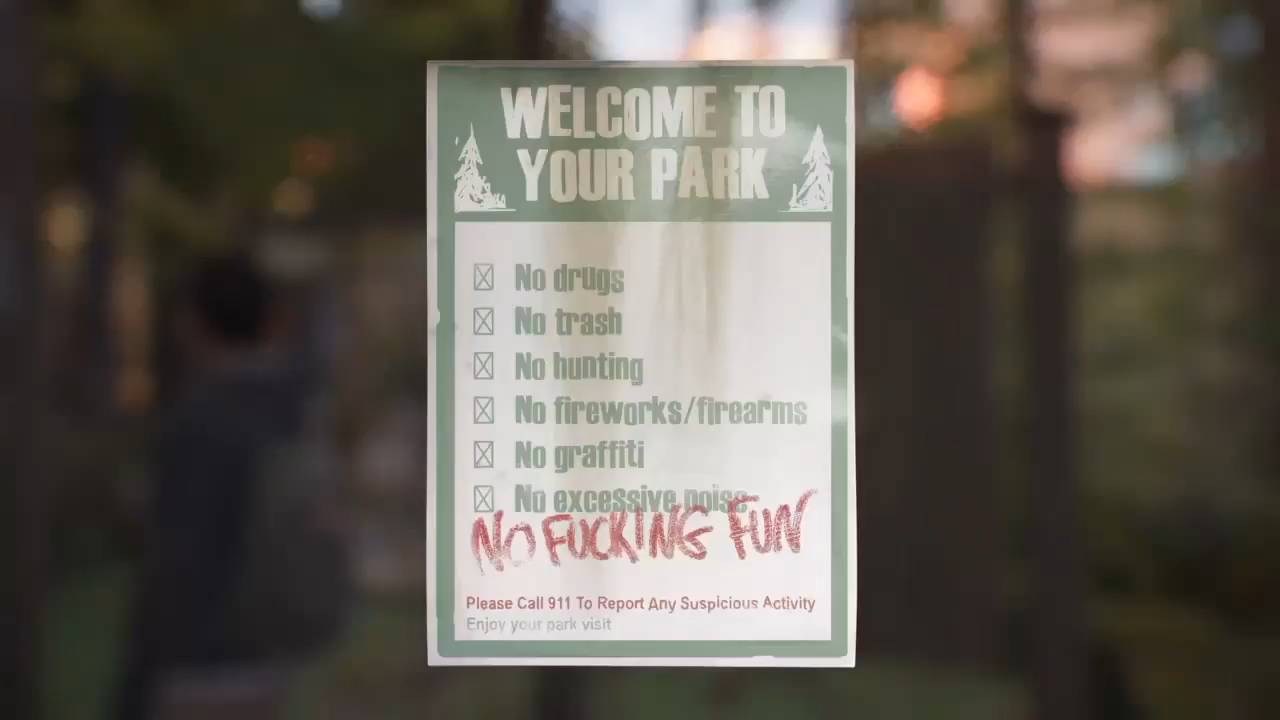 WELCOME TO
YOUR PARK
No drugs
No trash
No hunting
No fireworks/firearms
No graffiti
No excessive noise
NO FUCKING FUN
Please Call 911 To Report Any Suspicious Activity
Enjoy your park visit